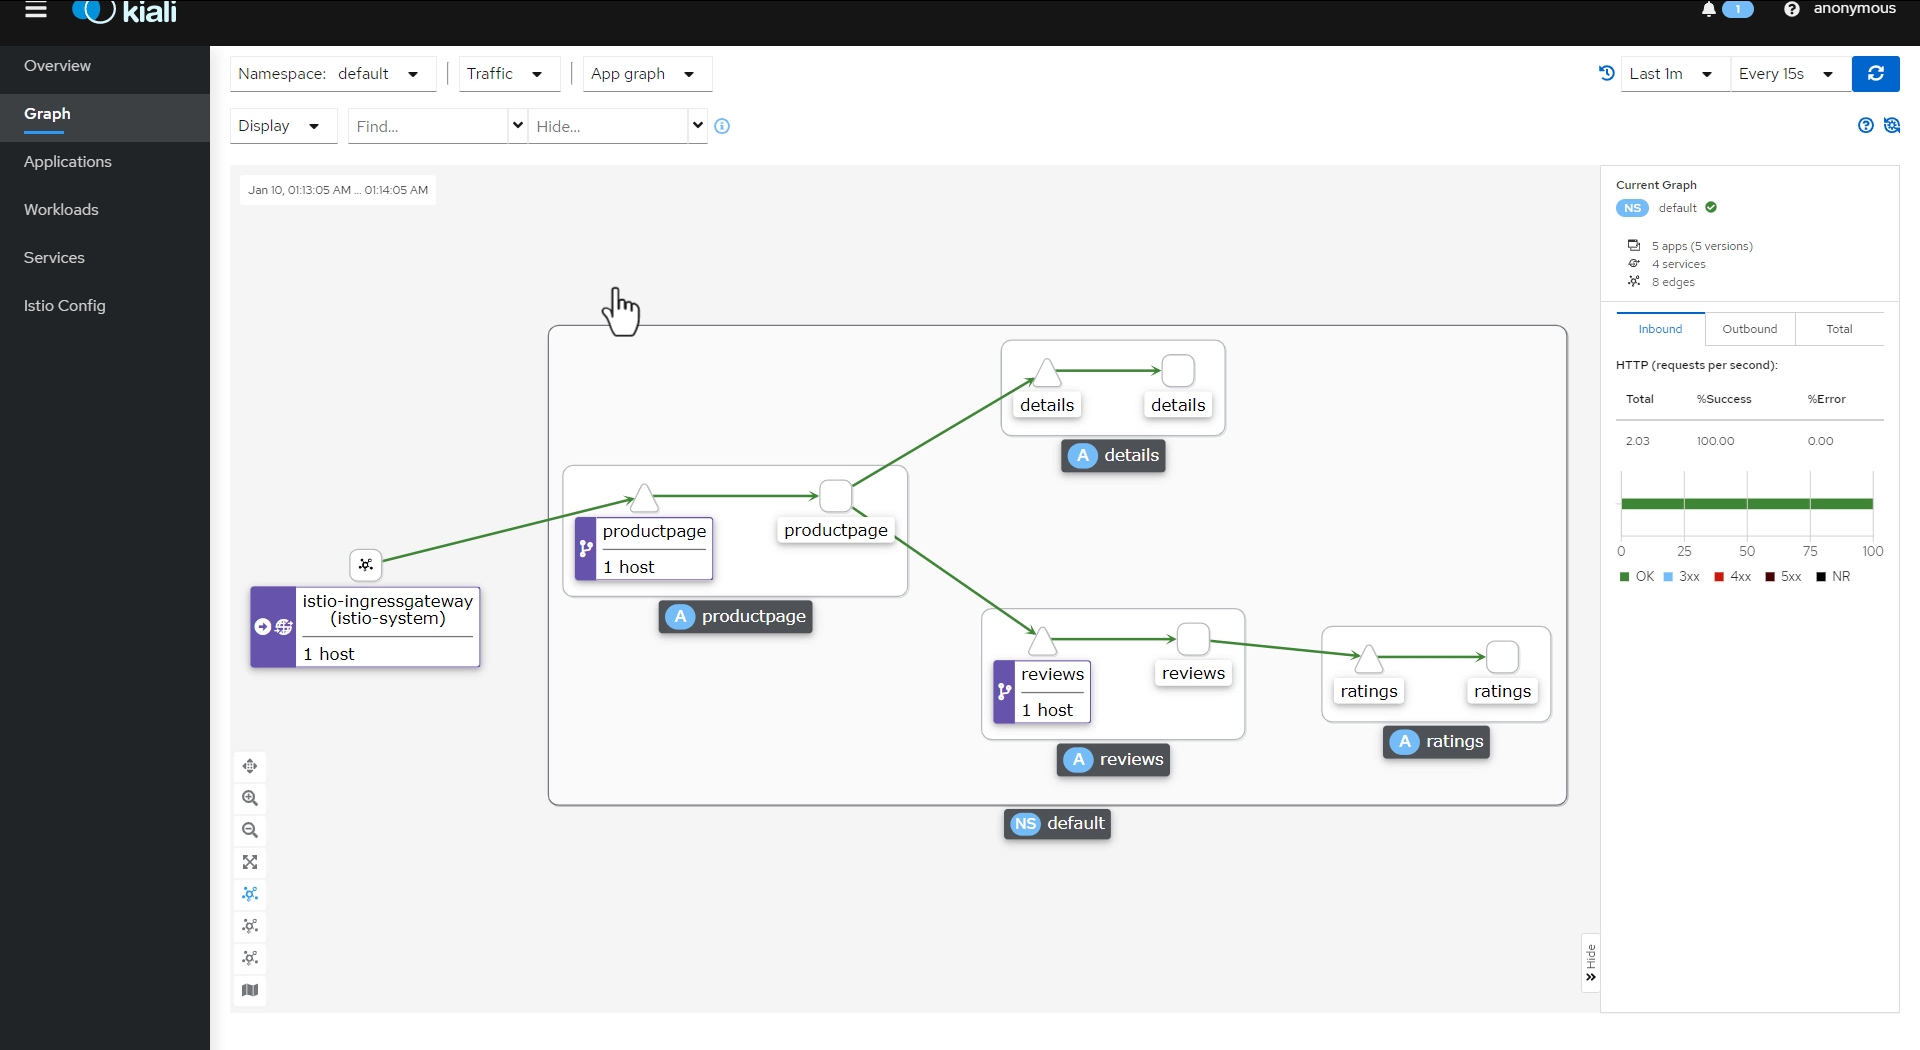 kiali
1
anonymous
Overview
Graph
Applications
Workloads
Services
Istio Config
Namespace: default
Traffic
App graph
Last 1m
Every 15s
Display
Find...
Hide...
Jan 10, 01:13:05 AM ... 01:14:05 AM
details
details
A details
productpage
1 host
productpage
A productpage
istio-ingressgateway
(istio-system)
1 host
reviews
1 host
reviews
A reviews
ratings
ratings
A ratings
NS default
Hide
Current Graph
NS default
5 apps (5 versions)
4 services
8 edges
Inbound Outbound Total
HTTP (requests per second):
Total %Success %Error
2.03 100.00 0.00
0 25 50 75 100
OK 3xx 4xx 5xx NR